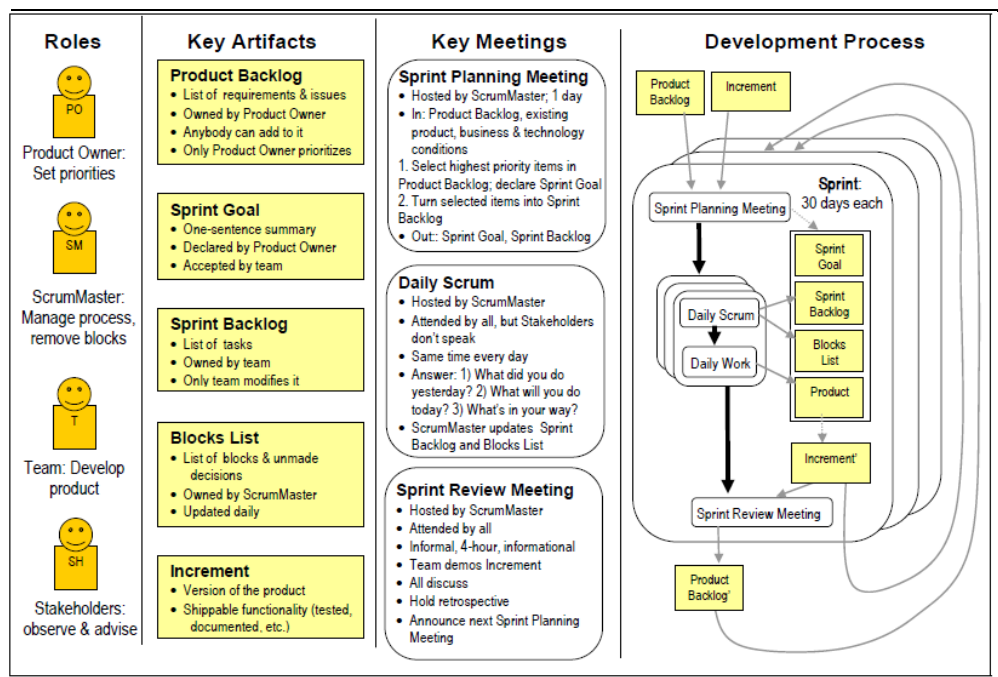 Roles
PO
Product Owner:
Set priorities
SM
ScrumMaster:
Manage process,
remove blocks
T
Team: Develop
product
SH
Stakeholders:
observe & advise
Key Artifacts
Product Backlog
• List of requirements & issues
• Owned by Product Owner
• Anybody can add to it
• Only Product Owner prioritizes
Sprint Goal
• One-sentence summary
• Declared by Product Owner
• Accepted by team
Sprint Backlog
• List of tasks
• Owned by team
• Only team modifies it
Blocks List
• List of blocks & unmade
decisions
• Owned by ScrumMaster
• Updated daily
Increment
• Version of the product
• Shippable functionality (tested,
documented, etc.)
Key Meetings
Sprint Planning Meeting
• Hosted by ScrumMaster; 1 day
• In: Product Backlog, existing
product, business & technology
conditions
1. Select highest priority items in
Product Backlog; declare Sprint Goal
2. Turn selected items into Sprint
Backlog
• Out:: Sprint Goal, Sprint Backlog
Daily Scrum
• Hosted by ScrumMaster
• Attended by all, but Stakeholders
don't speak
• Same time every day
• Answer: 1) What did you do
yesterday? 2) What will you do
today? 3) What's in your way?
• ScrumMaster updates Sprint
Backlog and Blocks List
Sprint Review Meeting
• Hosted by ScrumMaster
• Attended by all
• Informal, 4-hour, informational
• Team demos Increment
• All discuss
• Hold retrospective
• Announce next Sprint Planning
Meeting
Development Process
Product
Backlog
Increment
Sprint:
30 days each
Sprint Planning Meeting
Sprint
Goal
Sprint
Backlog
Daily Scrum
Blocks
List
Daily Work
Product
Increment'
Sprint Review Meeting
Product
Backlog'